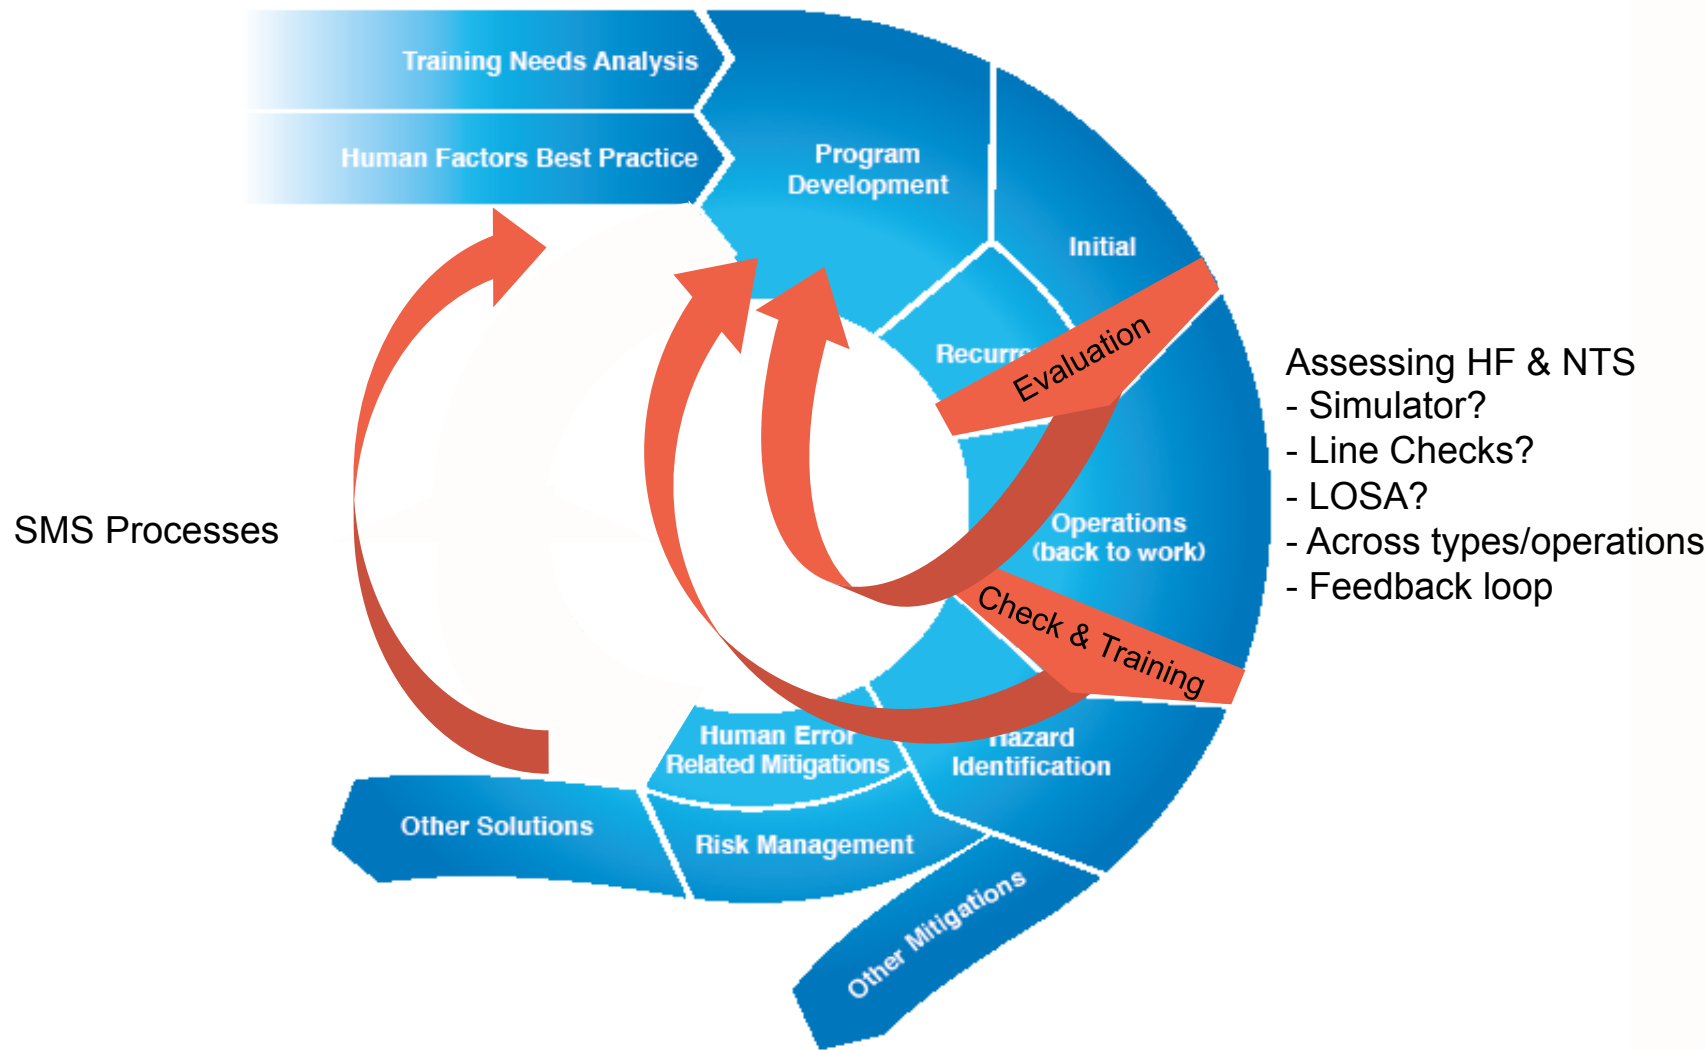 Training Needs Analysis
Human Factors Best Practice
Program
Development
Initial
Recurre
Evaluation
Assessing HF & NTS
- Simulator?
- Line Checks?
- LOSA?
- Across types/operations
- Feedback loop
SMS Processes
Operations
(back to work)
Check & Training
Hazard
Identification
Human Error
Related Mitigations
Risk Management
Other Solutions
Other Mitigations